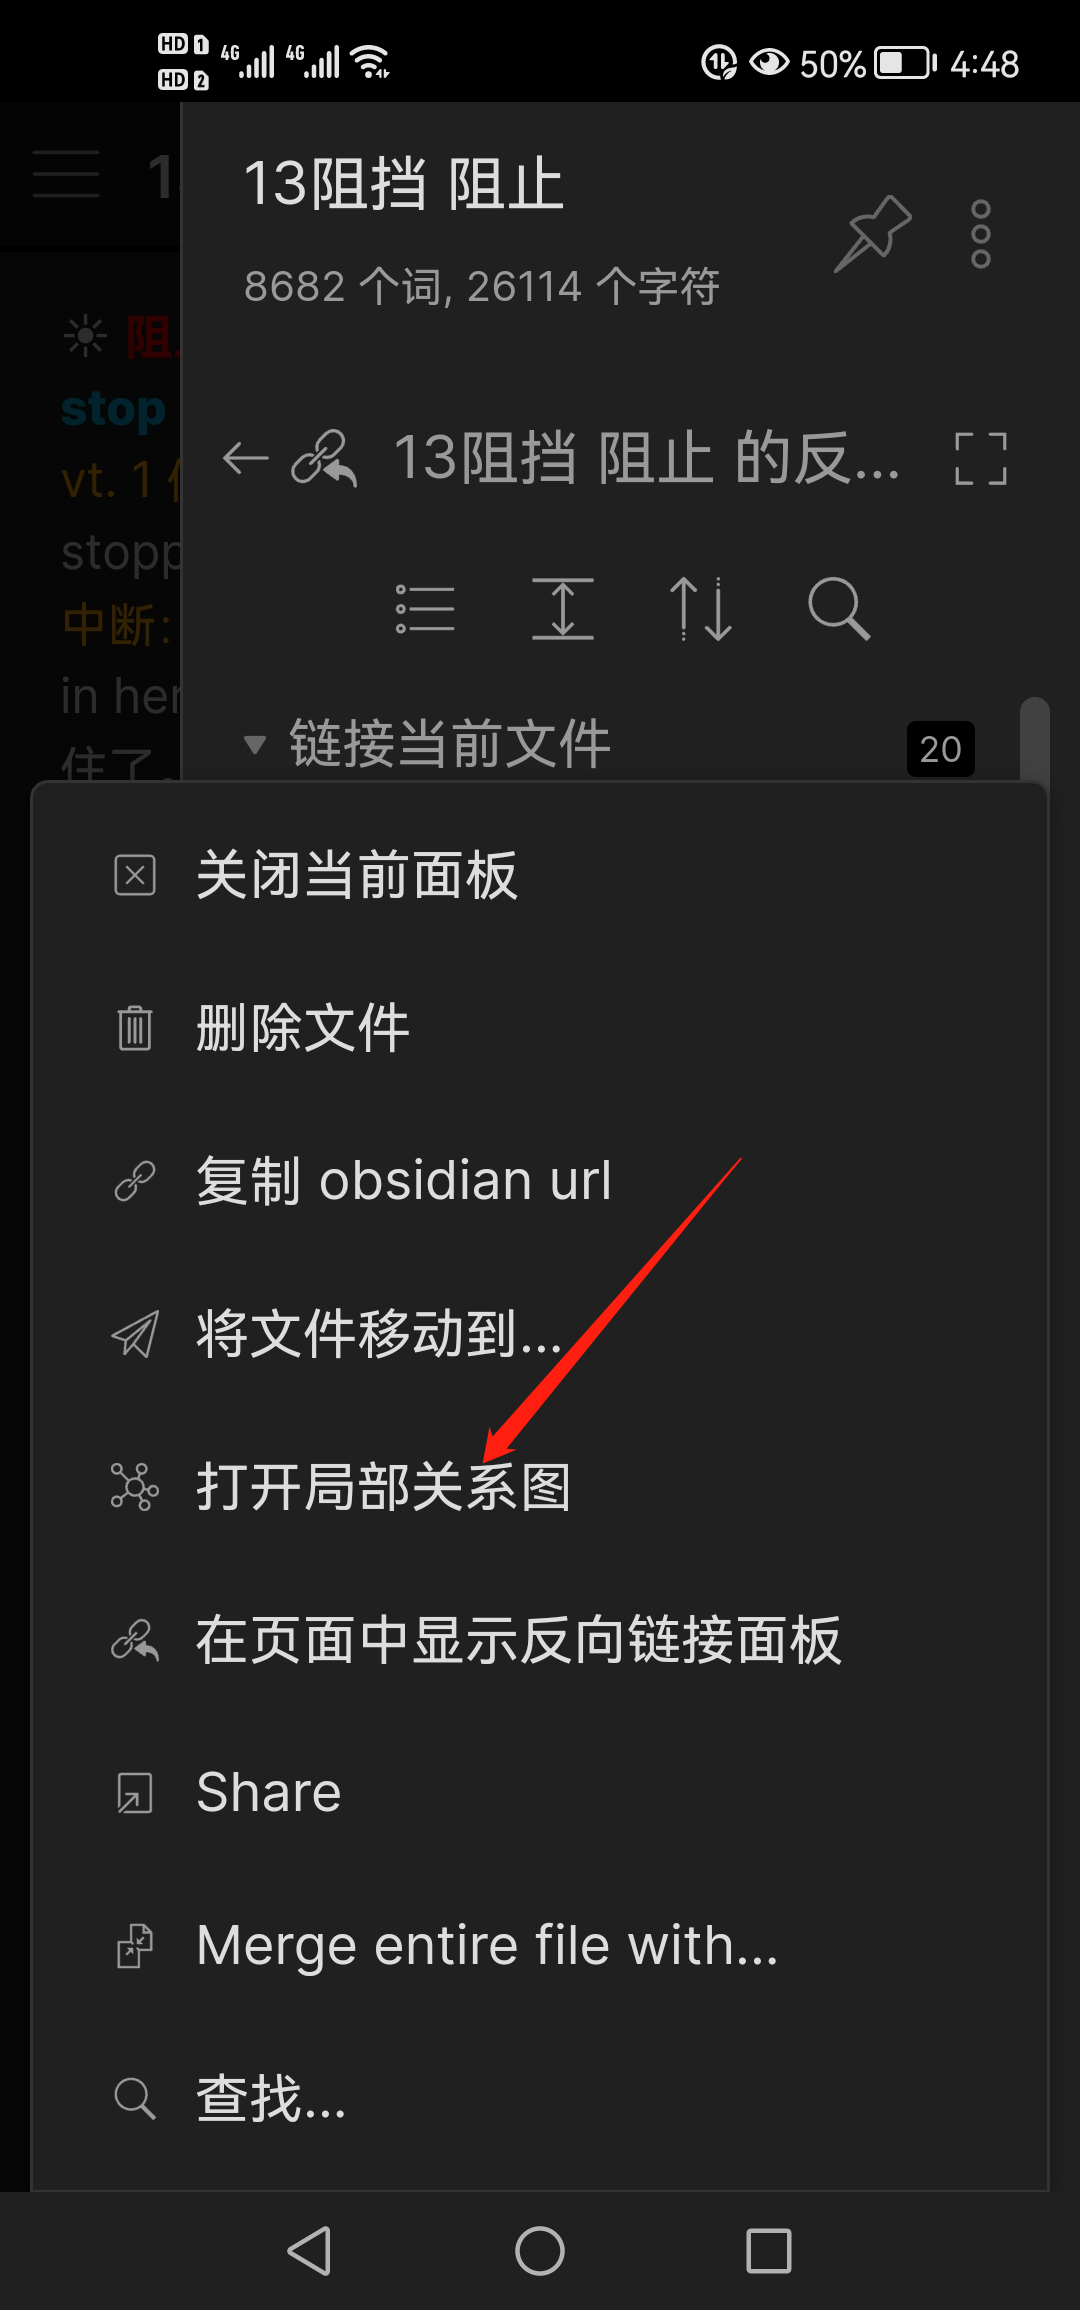 HD 1 4G 4G 50% 4:48
HD 2
1
13阻挡 阻止
8682 个词, 26114 个字符
阻
stop
13阻挡 阻止 的反...
vt. 1
stopp
中断:
in her
链接当前文件 20
住了。
关闭当前面板
删除文件
复制 obsidian url
将文件移动到...
打开局部关系图
在页面中显示反向链接面板
Share
Merge entire file with...
查找...